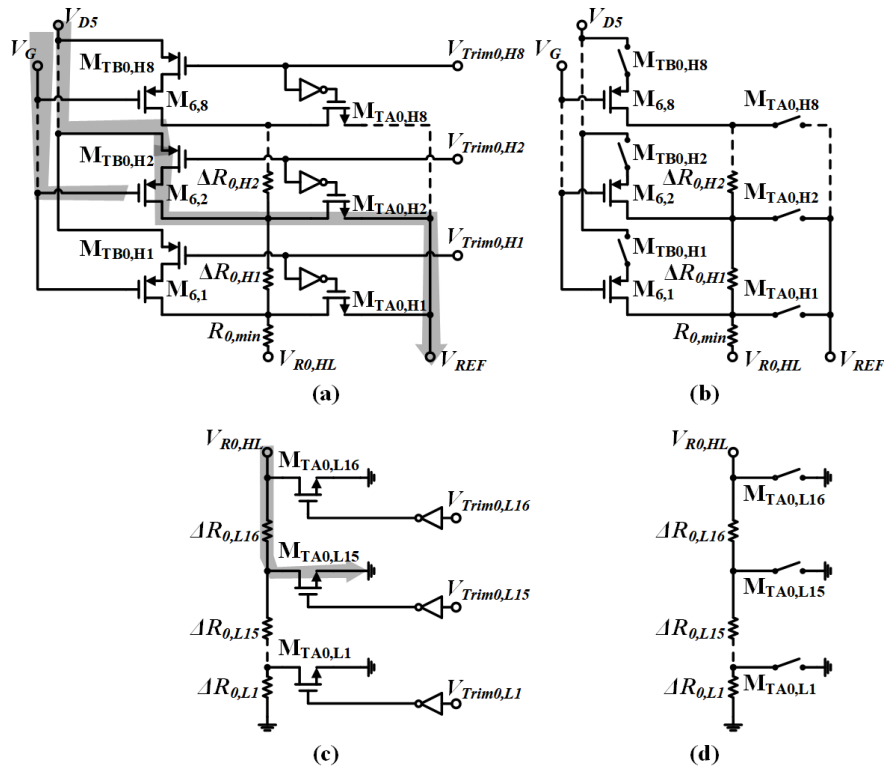 V_D5
V_G
M_TB0,H8
V_Trim0,H8
M_6,8
M_TA0,H8
M_TB0,H2
V_Trim0,H2
M_6,2
ΔR_0,H2
M_TA0,H2
V_Trim0,H1
M_TB0,H1
ΔR_0,H1
M_6,1
M_TA0,H1
R_0,min
V_R0,HL
V_REF
(a)
V_D5
V_G
M_TB0,H8
M_6,8
M_TA0,H8
M_TB0,H2
ΔR_0,H2
M_6,2
M_TA0,H2
M_TB0,H1
ΔR_0,H1
M_6,1
M_TA0,H1
R_0,min
V_R0,HL
V_REF
(b)
V_R0,HL
M_TA0,L16
V_Trim0,L16
ΔR_0,L16
M_TA0,L15
V_Trim0,L15
ΔR_0,L15
M_TA0,L1
ΔR_0,L1
V_Trim0,L1
(c)
V_R0,HL
M_TA0,L16
ΔR_0,L16
M_TA0,L15
ΔR_0,L15
ΔR_0,L1
M_TA0,L1
(d)